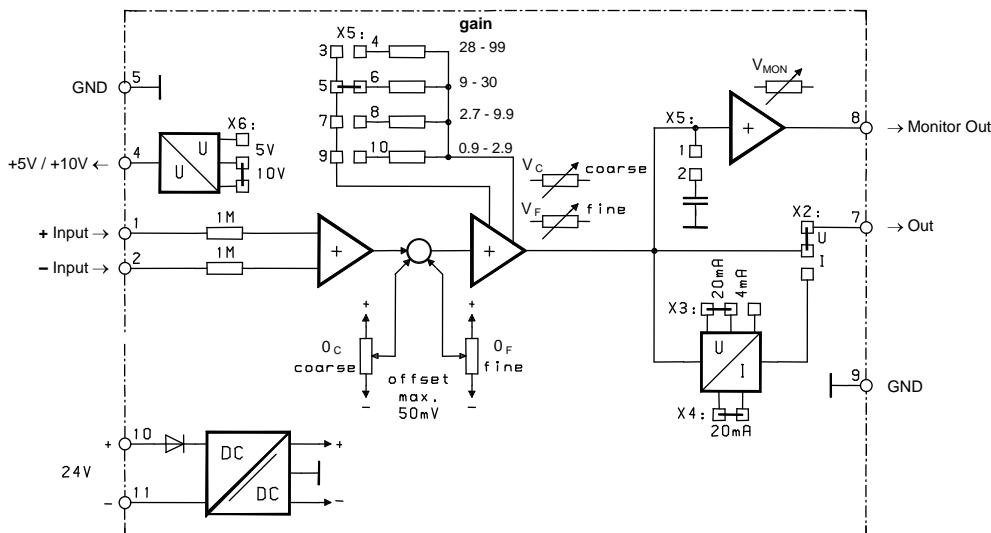 gain
X5:
3 4 28 - 99
5 6 9 - 30
7 8 2.7 - 9.9
9 10 0.9 - 2.9
GND 5
X6:
+5V / +10V ← 4 U U 5V
10V
+ Input → 1 1M
− Input → 2 1M
+ +
V_C coarse
V_F fine
V_MON
X5:
1
2
+ 8 → Monitor Out
X2: 7 → Out
U
I
X3: 20mA 4mA
U
I
X4:
20mA
9 GND
+ +
O_C
coarse
O_F
fine
offset
max.
50mV
− −
+ 10 DC +
24V
− 11 DC −